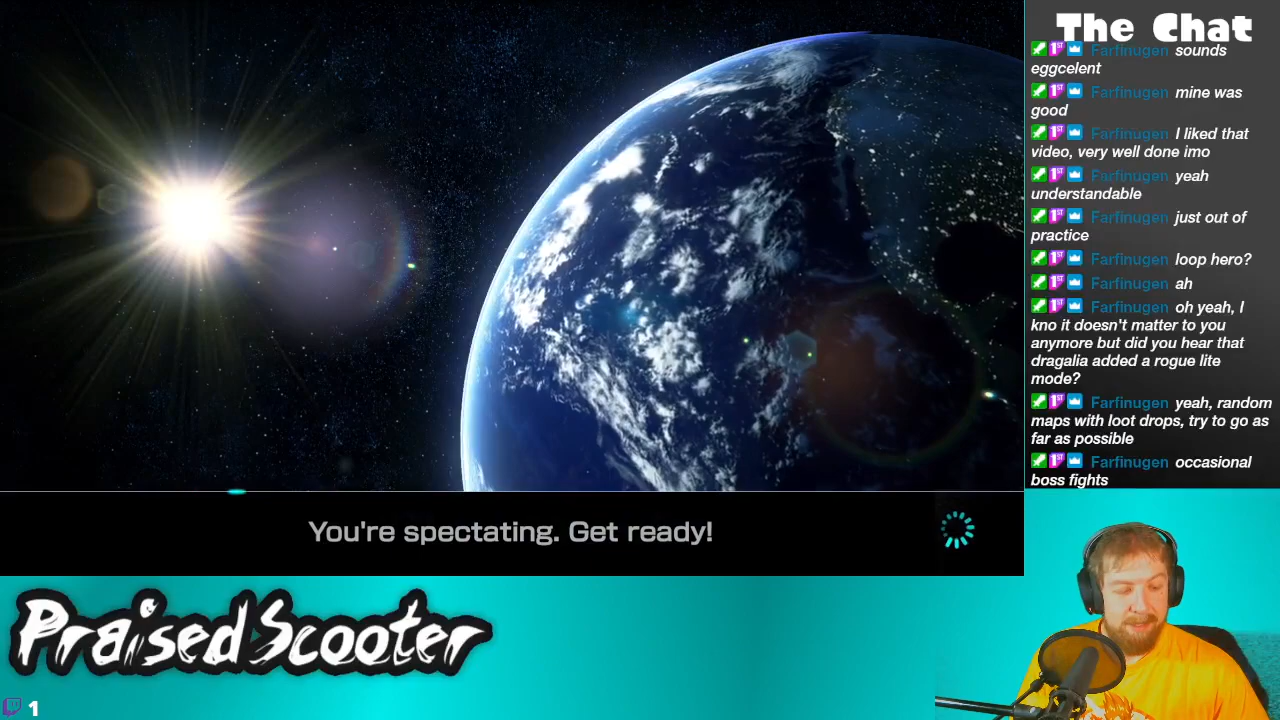 The Chat
Farfinugen sounds
eggcelent
Farfinugen mine was
good
Farfinugen I liked that
video, very well done imo
Farfinugen yeah
understandable
Farfinugen just out of
practice
Farfinugen loop hero?
Farfinugen ah
Farfinugen oh yeah, I
kno it doesn't matter to you
anymore but did you hear that
dragalia added a rogue lite
mode?
Farfinugen yeah, random
maps with loot drops, try to go as
far as possible
Farfinugen occasional
boss fights
You're spectating. Get ready!
PraisedScooter
1